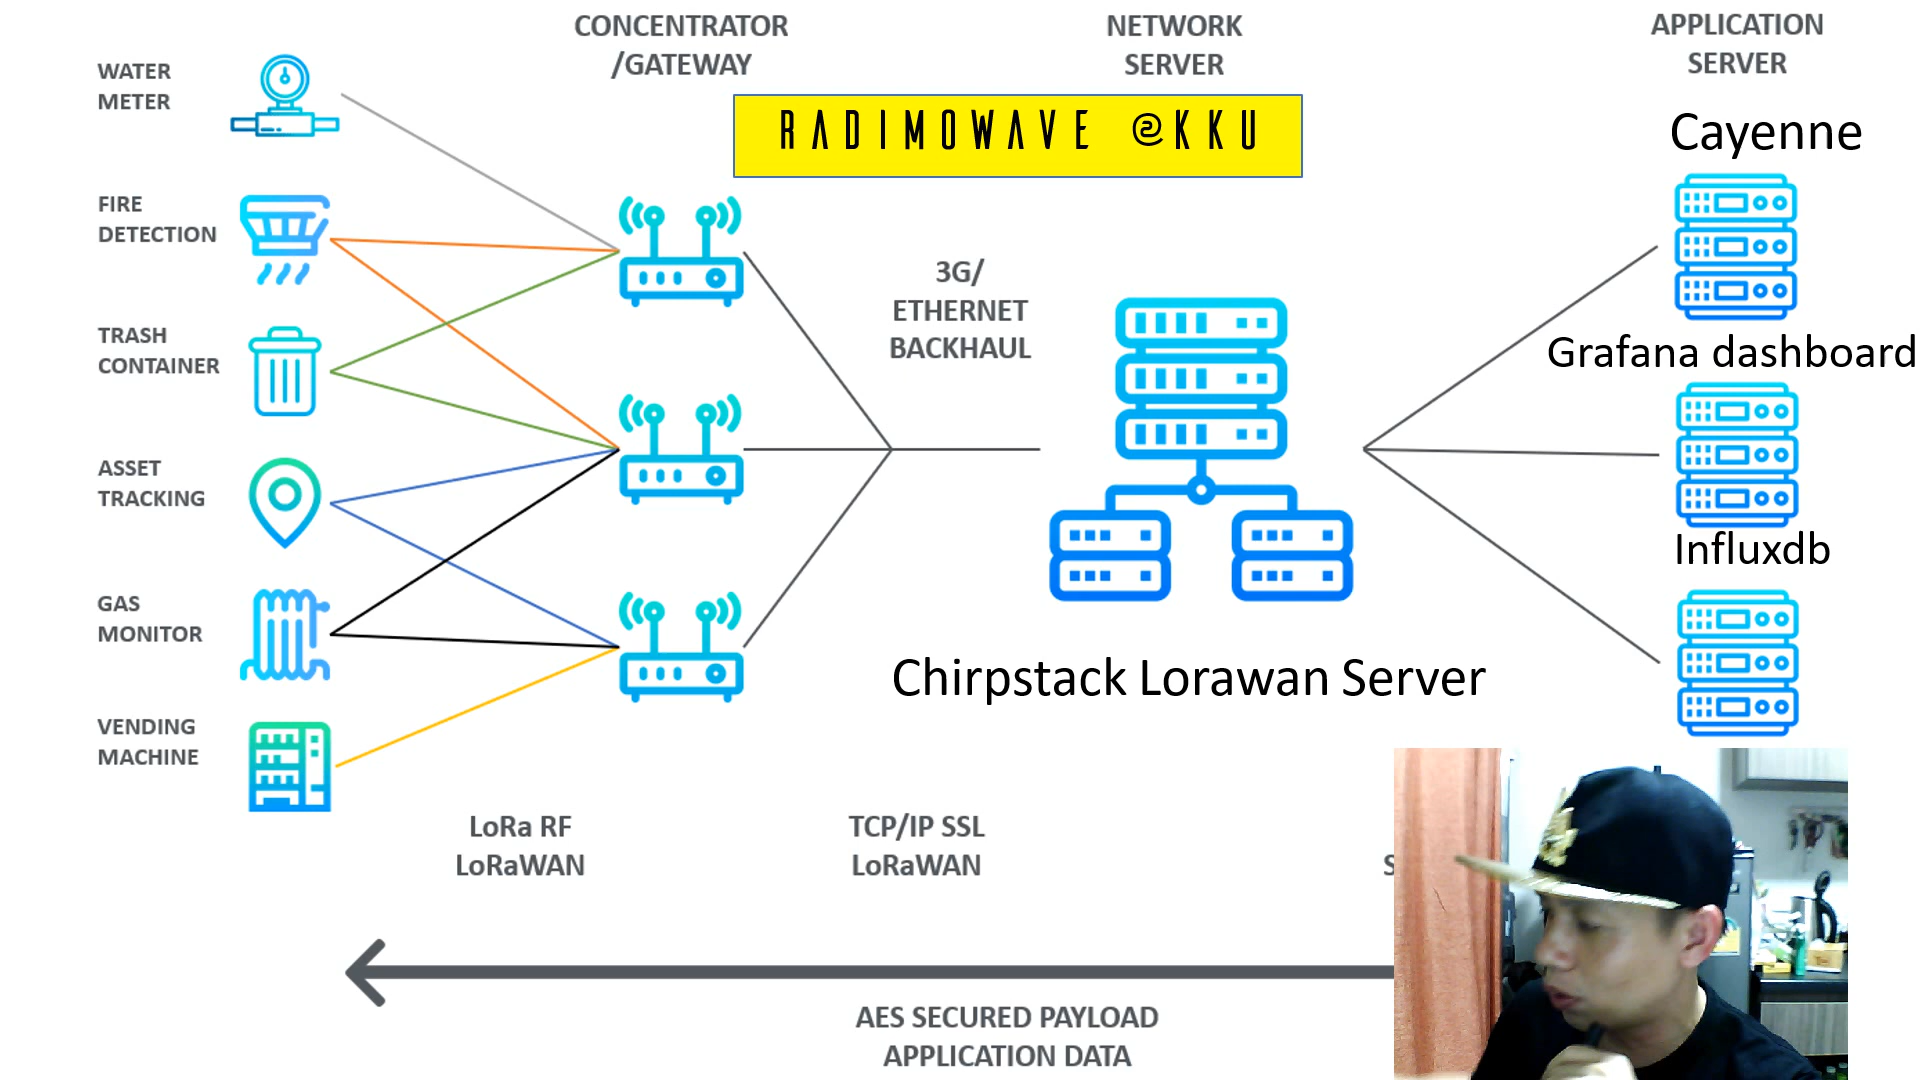 CONCENTRATOR
/GATEWAY
NETWORK
SERVER
APPLICATION
SERVER
RADIMOWAVE @KKU
Cayenne
WATER
METER
FIRE
DETECTION
TRASH
CONTAINER
ASSET
TRACKING
GAS
MONITOR
VENDING
MACHINE
3G/
ETHERNET
BACKHAUL
Grafana dashboard
Influxdb
Chirpstack Lorawan Server
LoRa RF
LoRaWAN
TCP/IP SSL
LoRaWAN
AES SECURED PAYLOAD
APPLICATION DATA